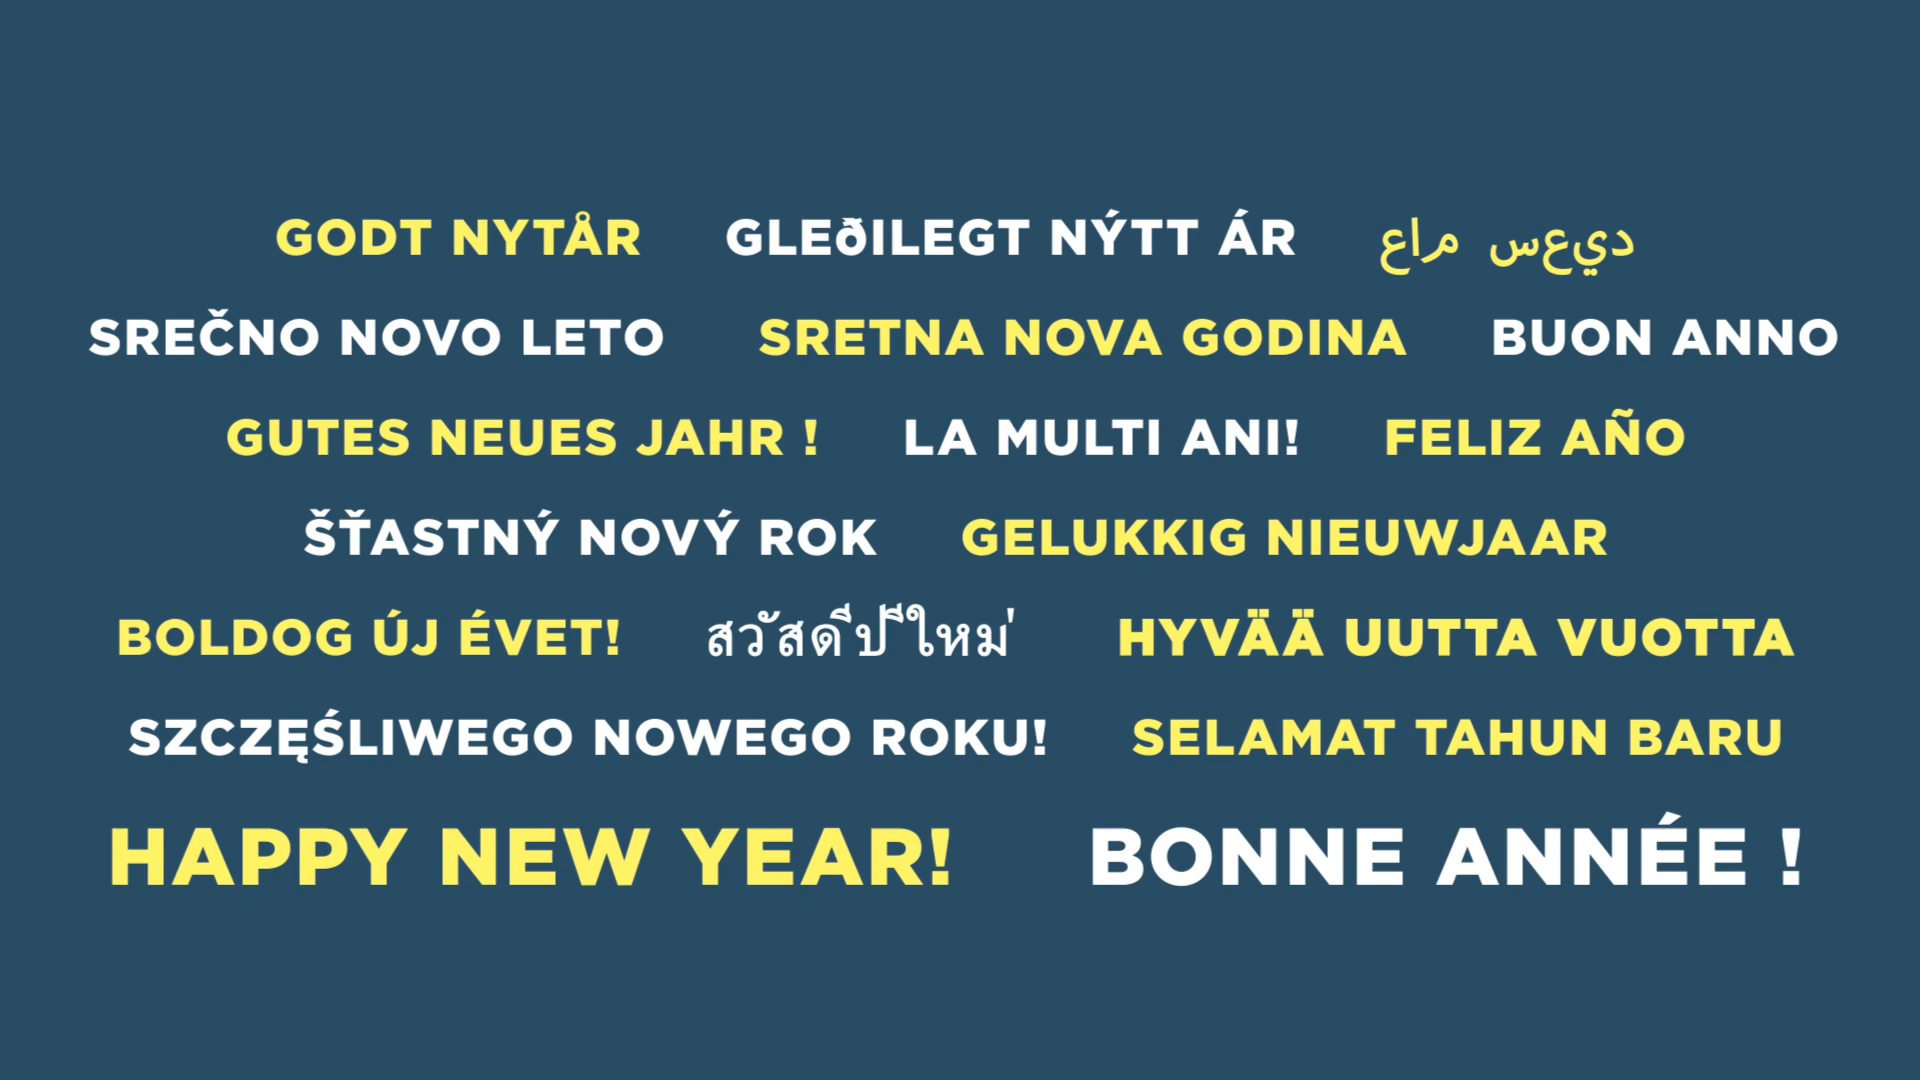 GODT NYTÅR GLEðILEGT NÝTT ÁR عام سعيد
SREČNO NOVO LETO SRETNA NOVA GODINA BUON ANNO
GUTES NEUES JAHR ! LA MULTI ANI! FELIZ AÑO
ŠŤASTNÝ NOVÝ ROK GELUKKIG NIEUWJAAR
BOLDOG ÚJ ÉVET! สวัสดีปีใหม่ HYVÄÄ UUTTA VUOTTA
SZCZĘŚLIWEGO NOWEGO ROKU! SELAMAT TAHUN BARU
HAPPY NEW YEAR! BONNE ANNÉE !